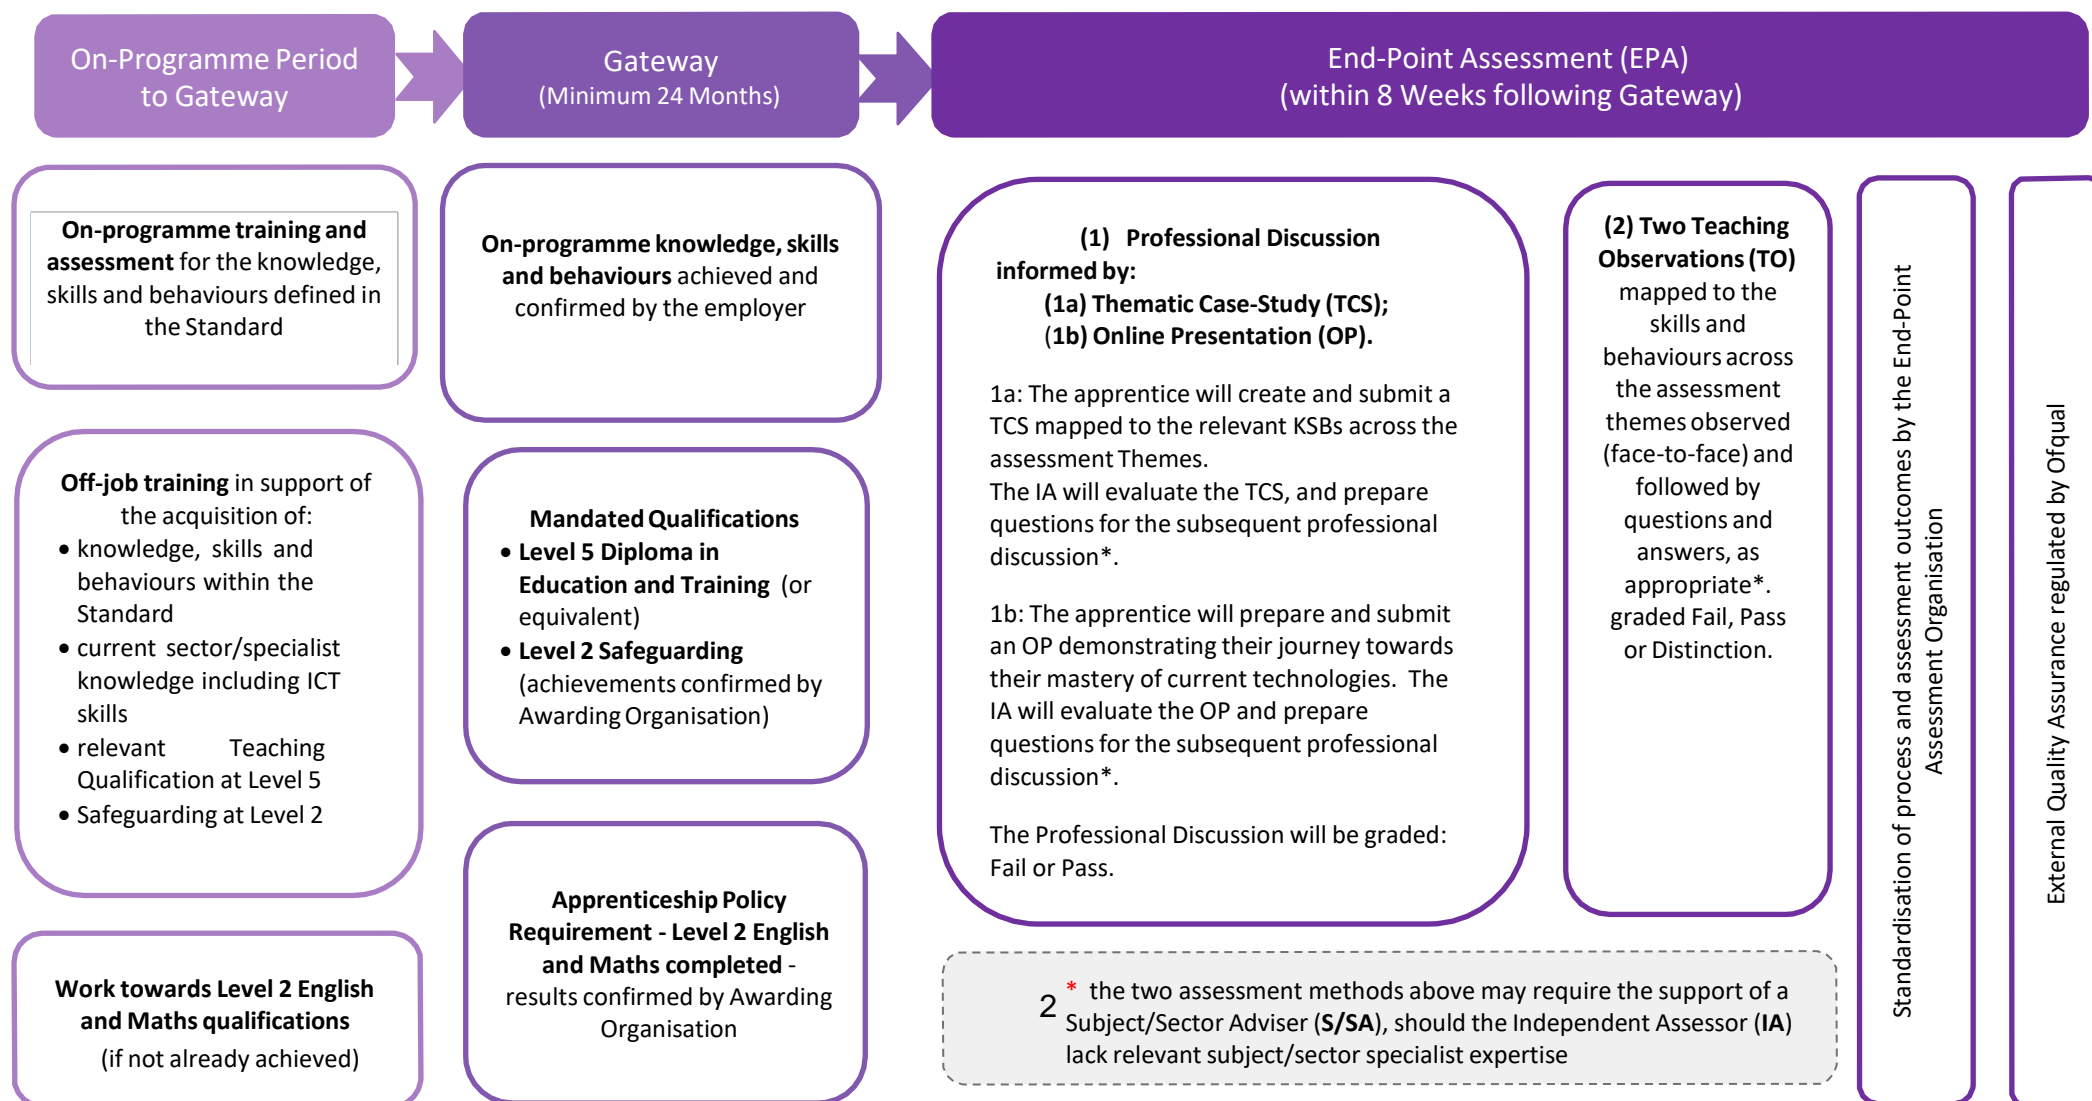 On-Programme Period
to Gateway
Gateway
(Minimum 24 Months)
End-Point Assessment (EPA)
(within 8 Weeks following Gateway)
On-programme training and
assessment for the knowledge,
skills and behaviours defined in
the Standard
Off-job training in support of
the acquisition of:
• knowledge, skills and
behaviours within the
Standard
• current sector/specialist
knowledge including ICT
skills
• relevant Teaching
Qualification at Level 5
• Safeguarding at Level 2
Work towards Level 2 English
and Maths qualifications
(if not already achieved)
On-programme knowledge, skills
and behaviours achieved and
confirmed by the employer
Mandated Qualifications
• Level 5 Diploma in
Education and Training (or
equivalent)
• Level 2 Safeguarding
(achievements confirmed by
Awarding Organisation)
Apprenticeship Policy
Requirement - Level 2 English
and Maths completed -
results confirmed by Awarding
Organisation
(1) Professional Discussion
informed by:
(1a) Thematic Case-Study (TCS);
(1b) Online Presentation (OP).
1a: The apprentice will create and submit a
TCS mapped to the relevant KSBs across the
assessment Themes.
The IA will evaluate the TCS, and prepare
questions for the subsequent professional
discussion*.
1b: The apprentice will prepare and submit
an OP demonstrating their journey towards
their mastery of current technologies. The
IA will evaluate the OP and prepare
questions for the subsequent professional
discussion*.
The Professional Discussion will be graded:
Fail or Pass.
(2) Two Teaching
Observations (TO)
mapped to the
skills and
behaviours across
the assessment
themes observed
(face-to-face) and
followed by
questions and
answers, as
appropriate*.
graded Fail, Pass
or Distinction.
2
* the two assessment methods above may require the support of a
Subject/Sector Adviser (S/SA), should the Independent Assessor (IA)
lack relevant subject/sector specialist expertise
Standardisation of process and assessment outcomes by the End-Point
Assessment Organisation
External Quality Assurance regulated by Ofqual